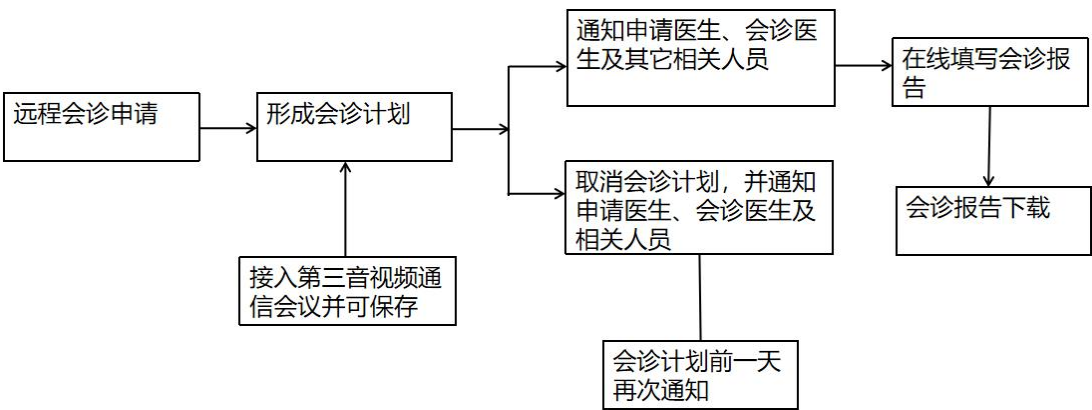 远程会诊申请
形成会诊计划
接入第三音视频通
信会议并可保存
通知申请医生、会诊医
生及其它相关人员
取消会诊计划，并通知
申请医生、会诊医生及
相关人员
会诊计划前一天
再次通知
在线填写会诊报
告
会诊报告下载